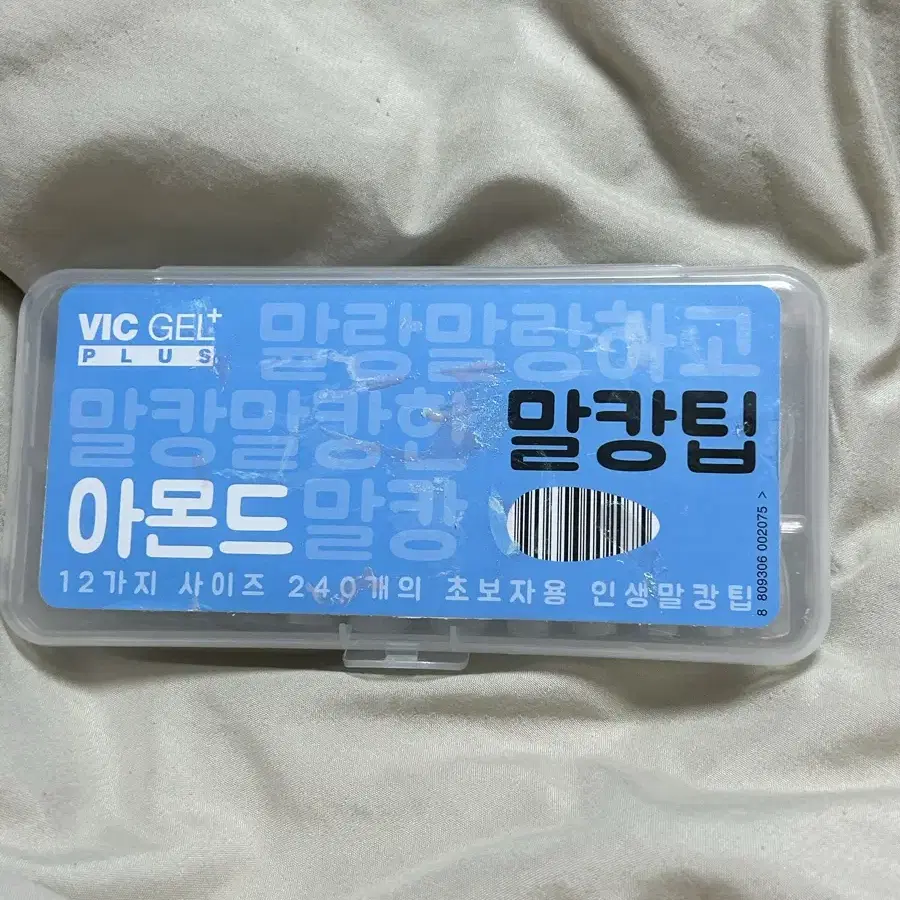 VIC GEL+
PLUS
말랑말랑하고
말캉말캉한 말캉팁
아몬드 말캉
12가지 사이즈 240개의 초보자용 인생말캉팁
8 809306 002075 >